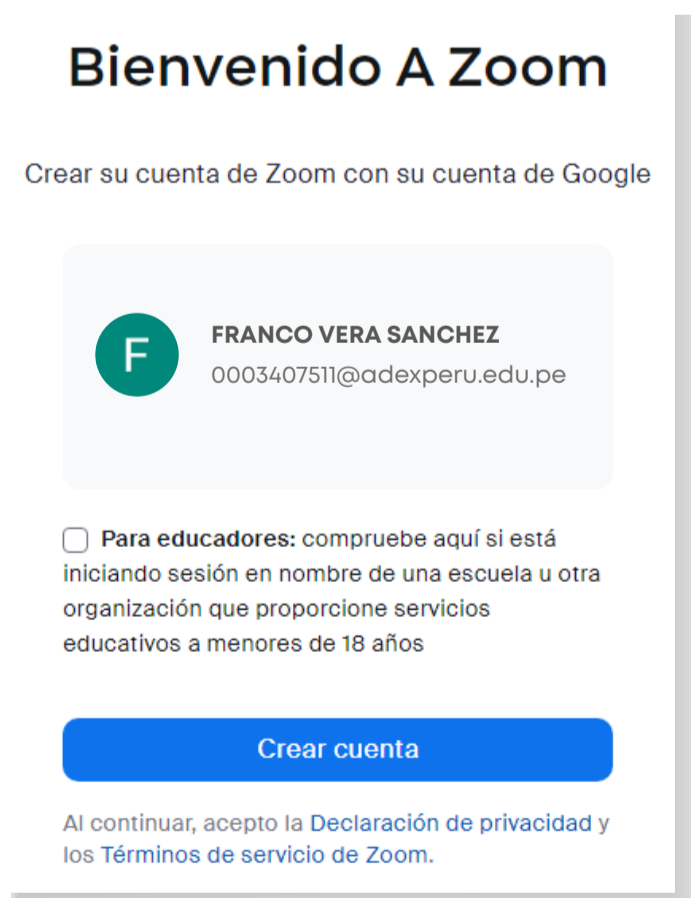 Bienvenido A Zoom
Crear su cuenta de Zoom con su cuenta de Google
F
FRANCO VERA SANCHEZ
0003407511@adexperu.edu.pe
Para educadores: compruebe aquí si está
iniciando sesión en nombre de una escuela u otra
organización que proporcione servicios
educativos a menores de 18 años
Crear cuenta
Al continuar, acepto la Declaración de privacidad y
los Términos de servicio de Zoom.